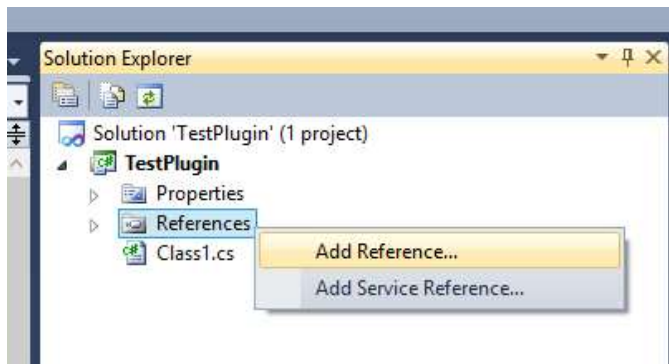 Solution Explorer
Solution 'TestPlugin' (1 project)
TestPlugin
Properties
References
Class1.cs
Add Reference...
Add Service Reference...